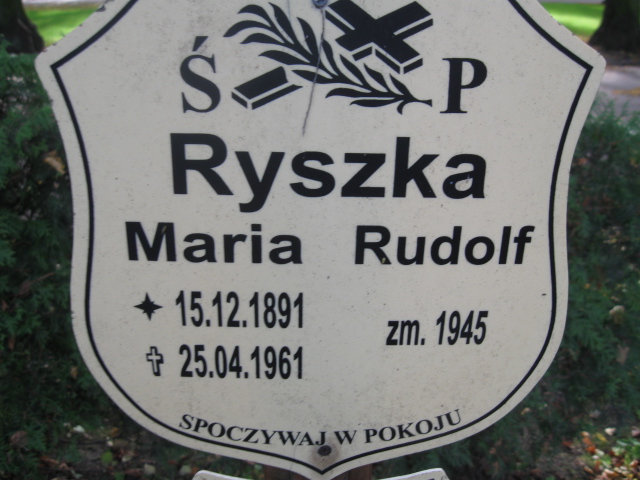 Ś P
Ryszka
Maria Rudolf
15.12.1891
zm. 1945
25.04.1961
SPOCZYWAJ W POKOJU